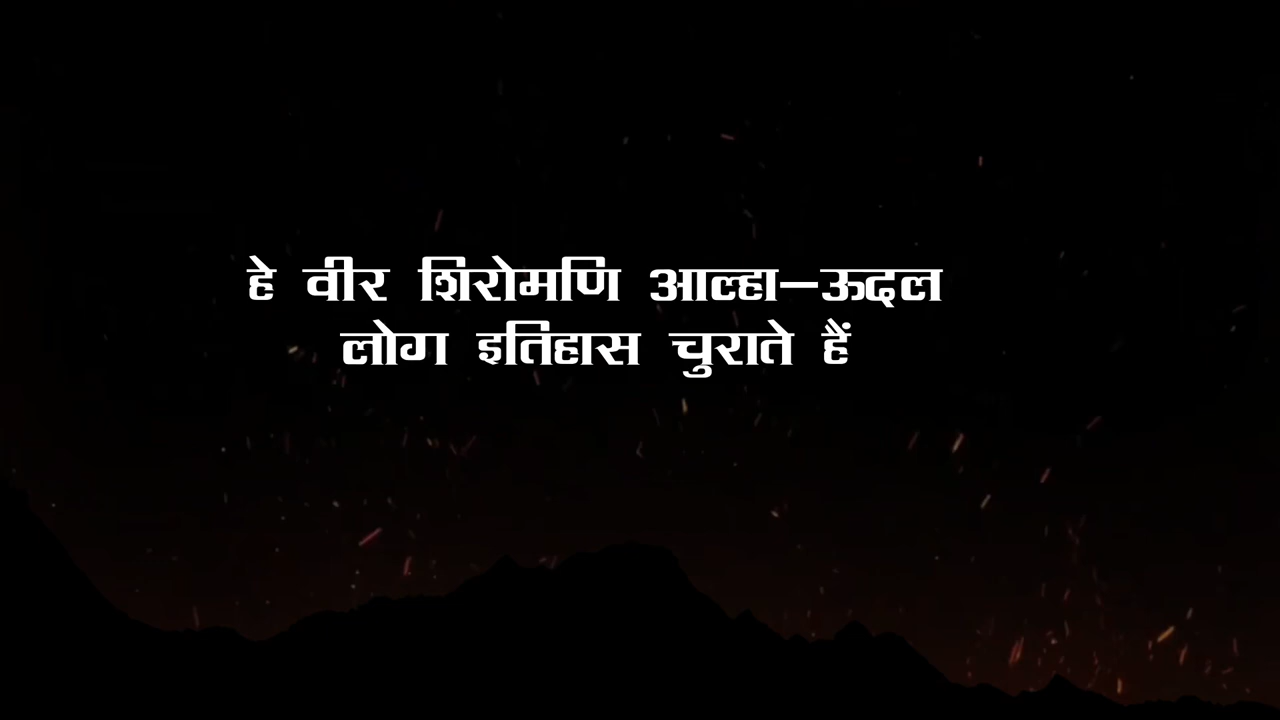 हे वीर शिरोमणि आल्हा-ऊदल
लोग इतिहास चुराते हैं